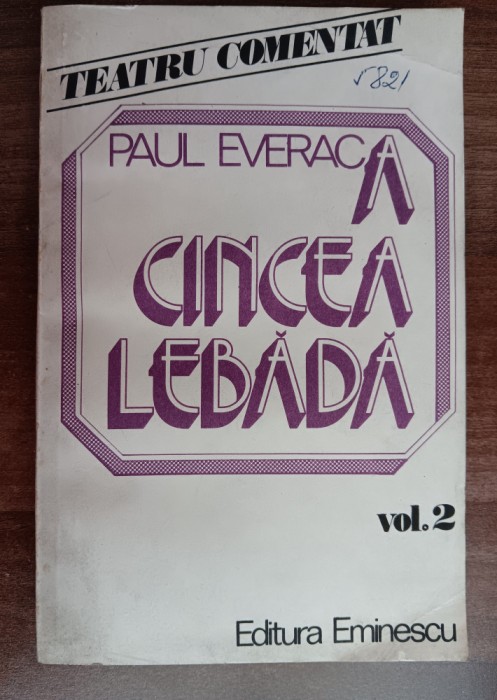 TEATRU COMENTAT
821
PAUL EVERAC
A
CINCEA
LEBĂDĂ
vol.2
Editura Eminescu